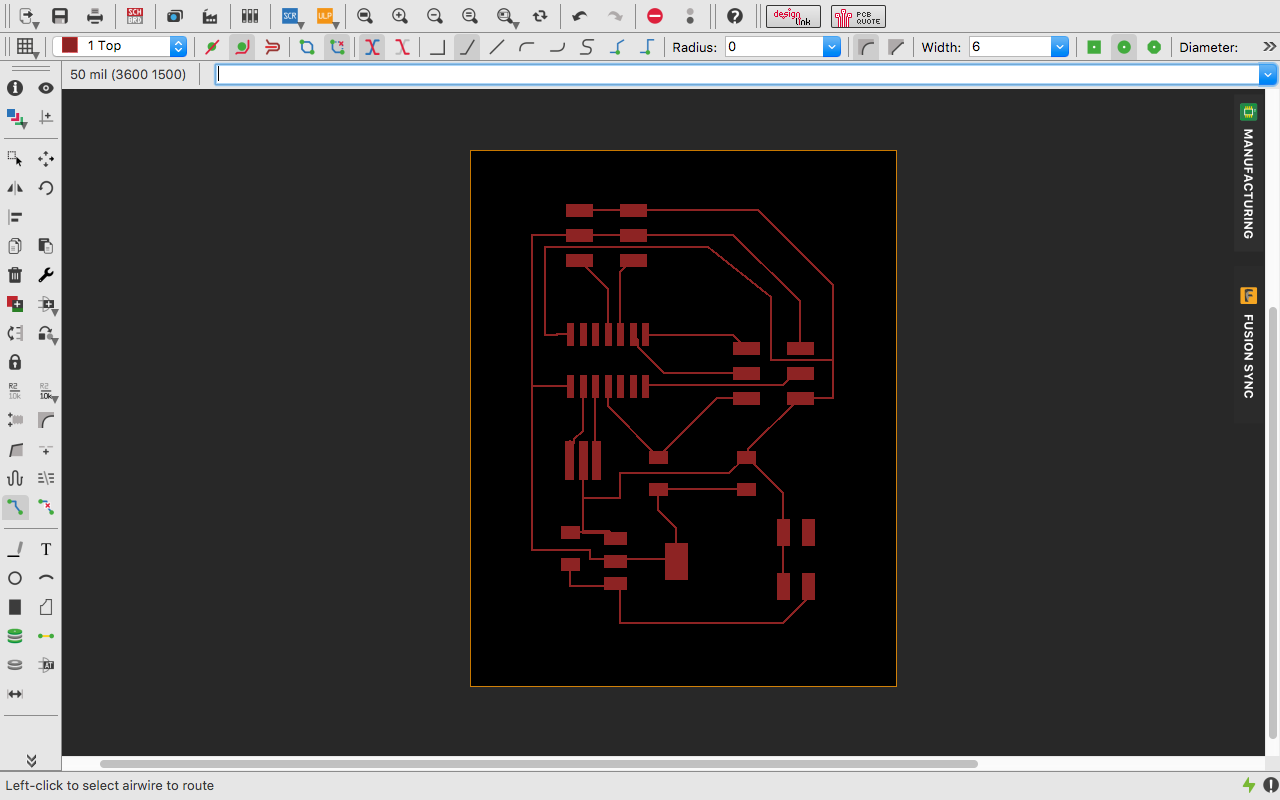 SCH
BRD
SCR
ULP
design
link
PCB
QUOTE
1 Top
Radius:
0
Width:
6
Diameter:
50 mil (3600 1500)
MANUFACTURING
F
FUSION SYNC
R2
10k
R2
10k
T
AT
Left-click to select airwire to route